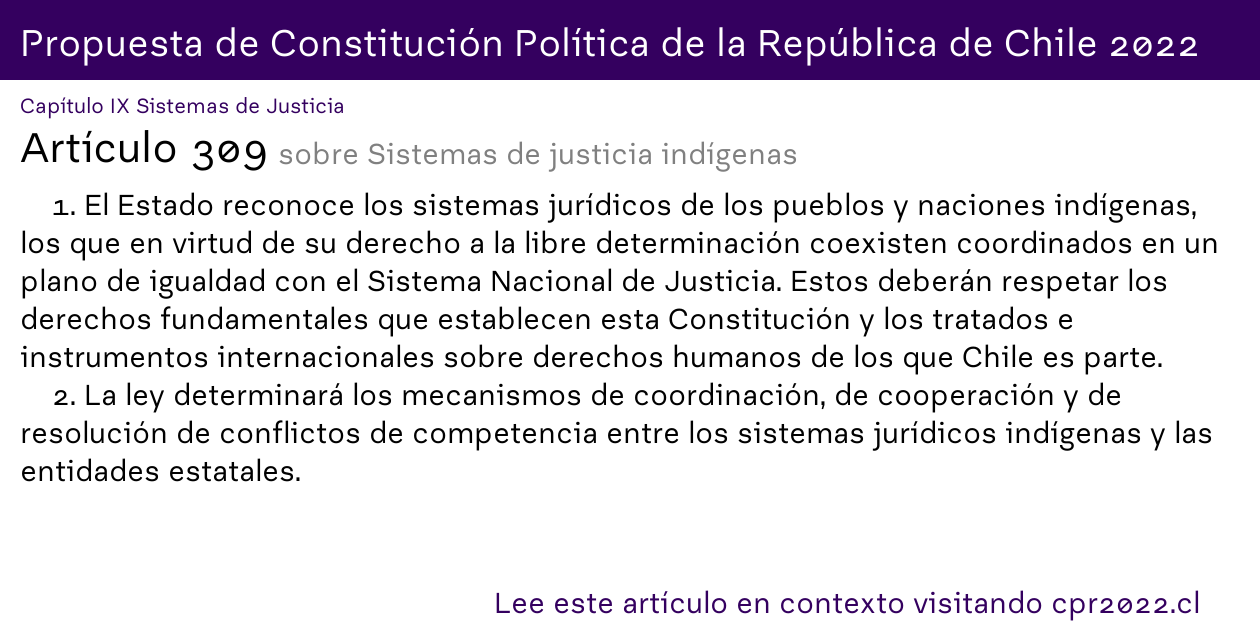 Propuesta de Constitución Política de la República de Chile 2022
Capítulo IX Sistemas de Justicia
Artículo 309 sobre Sistemas de justicia indígenas
1. El Estado reconoce los sistemas jurídicos de los pueblos y naciones indígenas,
los que en virtud de su derecho a la libre determinación coexisten coordinados en un
plano de igualdad con el Sistema Nacional de Justicia. Estos deberán respetar los
derechos fundamentales que establecen esta Constitución y los tratados e
instrumentos internacionales sobre derechos humanos de los que Chile es parte.
2. La ley determinará los mecanismos de coordinación, de cooperación y de
resolución de conflictos de competencia entre los sistemas jurídicos indígenas y las
entidades estatales.
Lee este artículo en contexto visitando cpr2022.cl